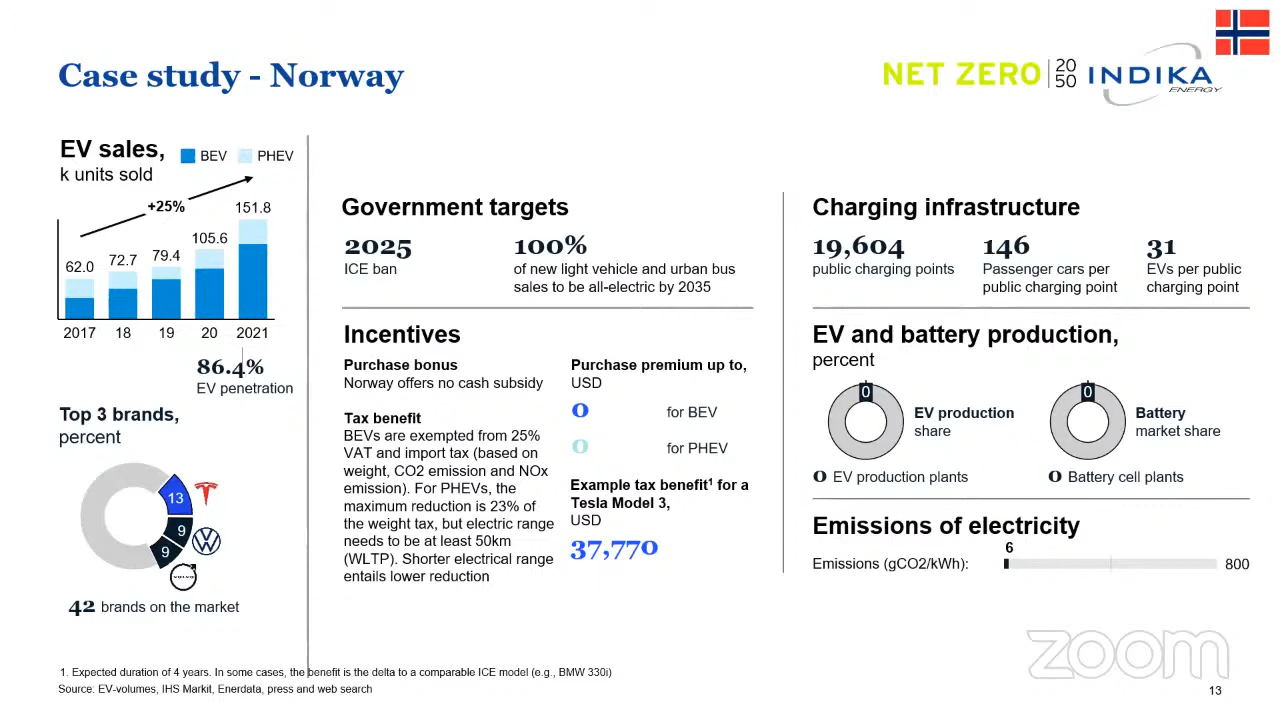 Case study - Norway
NET ZERO 20 50
INDIKA
ENERGY
EV sales,
k units sold
BEV
PHEV
+25%
62.0
72.7
79.4
105.6
151.8
2017
18
19
20
2021
86.4%
EV penetration
Top 3 brands,
percent
13
9
9
VOLVO
42 brands on the market
Government targets
2025
ICE ban
100%
of new light vehicle and urban bus
sales to be all-electric by 2035
Incentives
Purchase bonus
Norway offers no cash subsidy
Tax benefit
BEVs are exempted from 25%
VAT and import tax (based on
weight, CO2 emission and NOx
emission). For PHEVs, the
maximum reduction is 23% of
the weight tax, but electric range
needs to be at least 50km
(WLTP). Shorter electrical range
entails lower reduction
Purchase premium up to,
USD
0 for BEV
0 for PHEV
Example tax benefit¹ for a
Tesla Model 3,
USD
37,770
Charging infrastructure
19,604
public charging points
146
Passenger cars per
public charging point
31
EVs per public
charging point
EV and battery production,
percent
0
EV production
share
0 EV production plants
0
Battery
market share
0 Battery cell plants
Emissions of electricity
Emissions (gCO2/kWh):
6
800
zoom
1. Expected duration of 4 years. In some cases, the benefit is the delta to a comparable ICE model (e.g., BMW 330i)
Source: EV-volumes, IHS Markit, Enerdata, press and web search
13